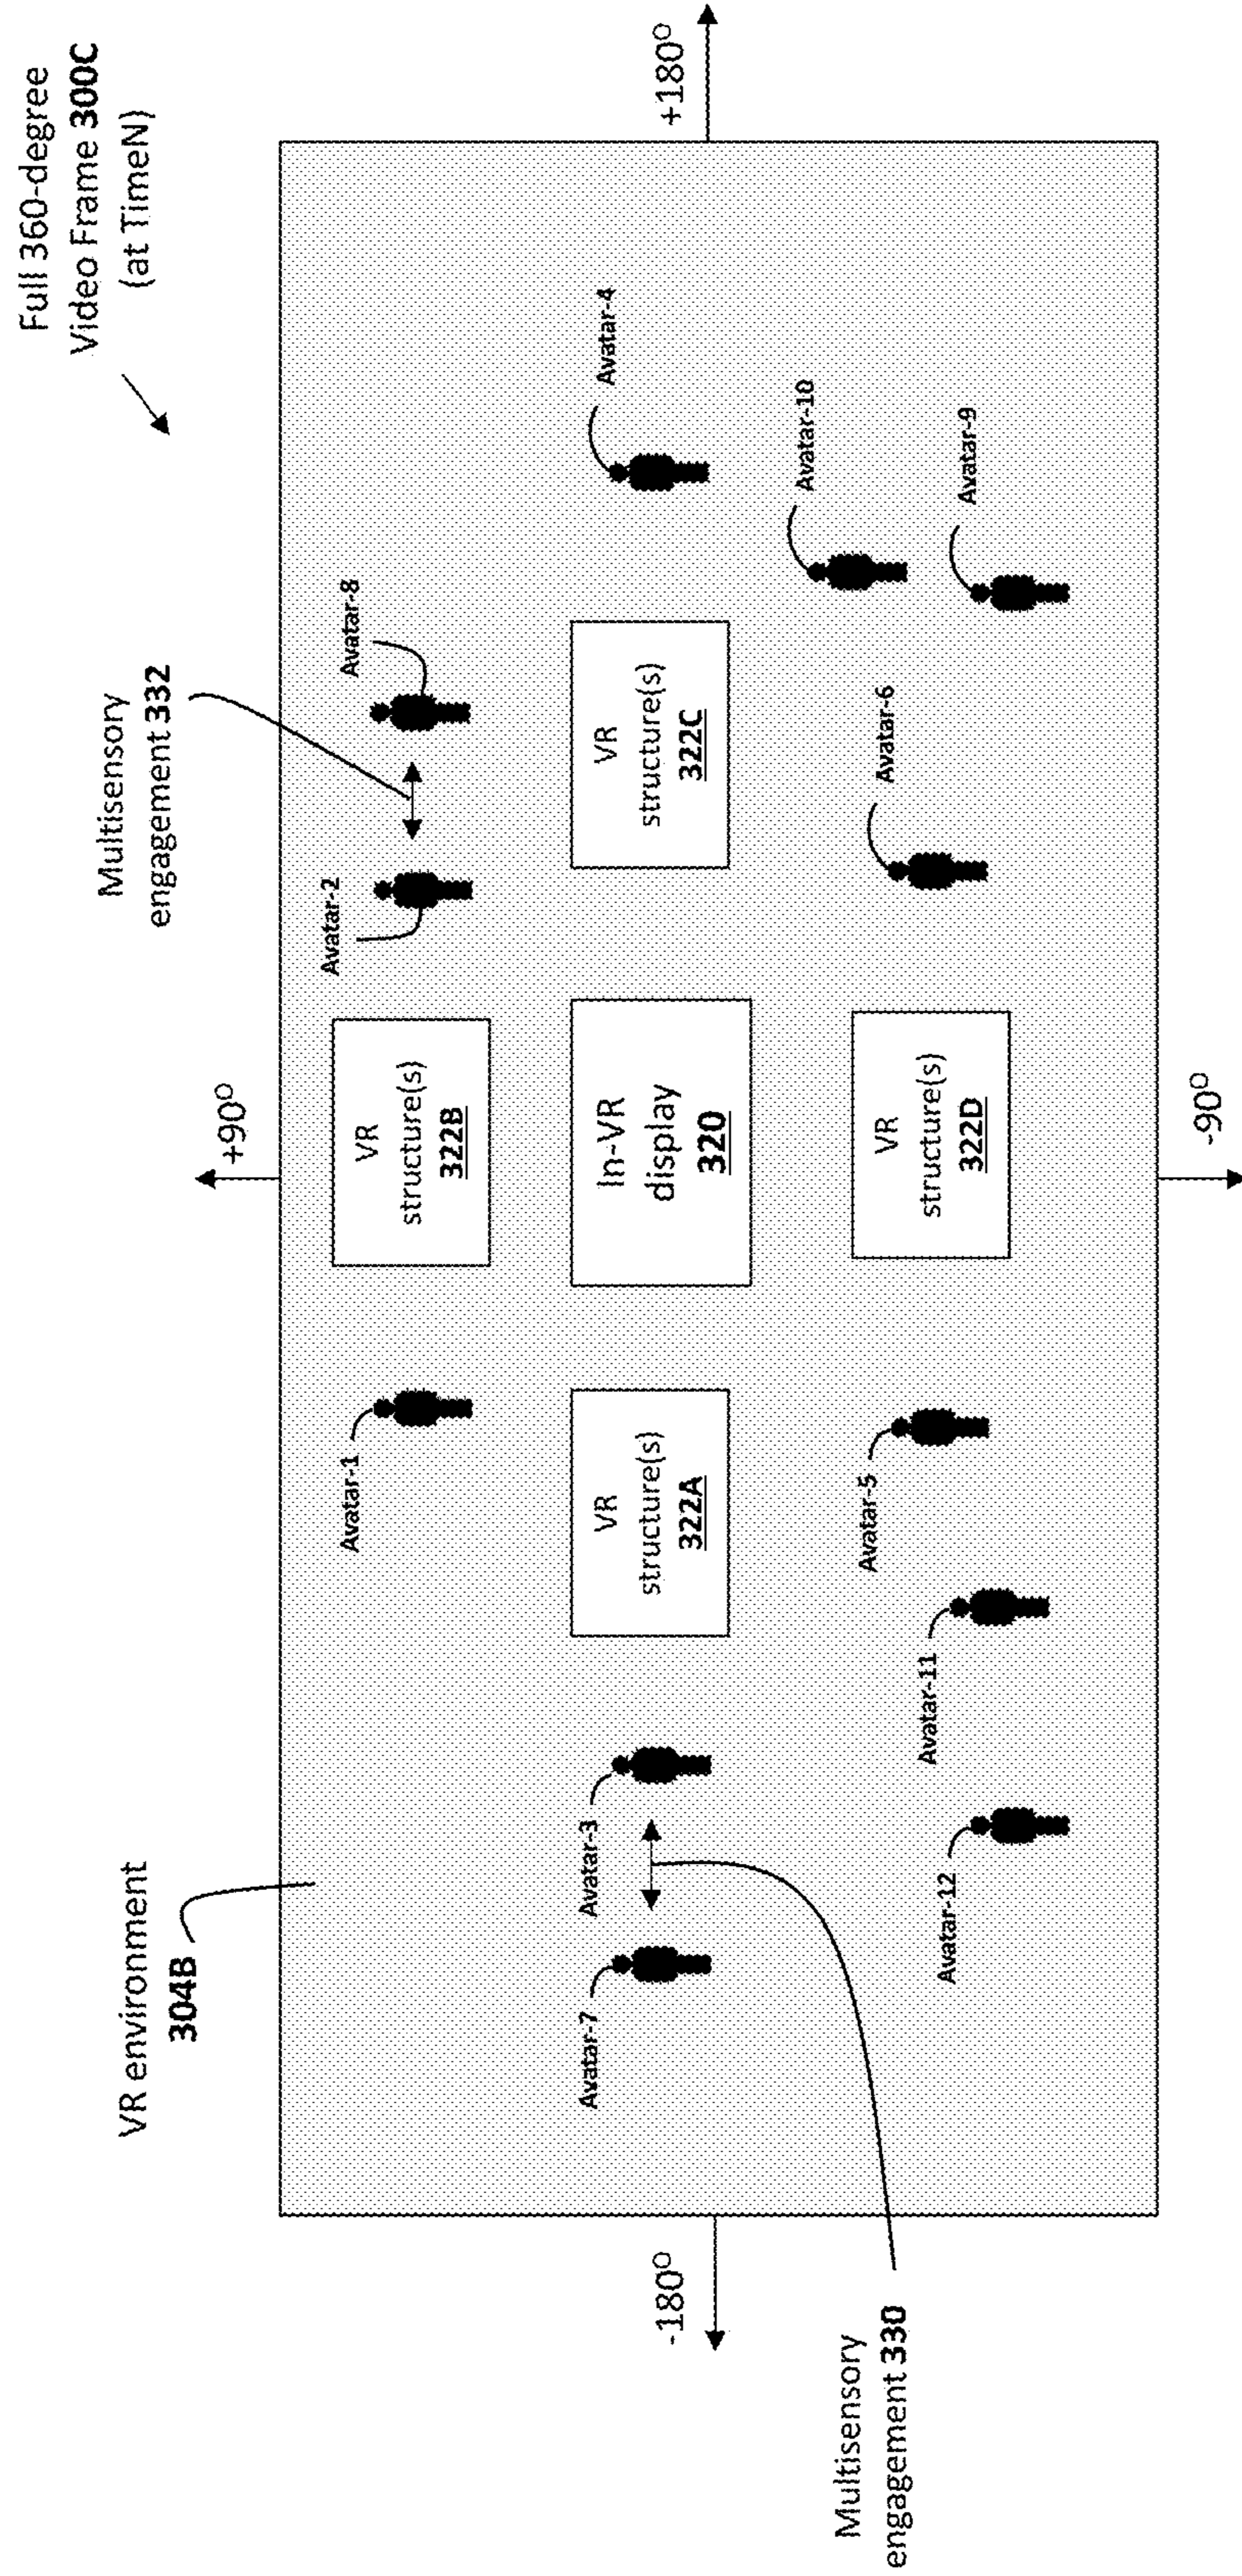 Full 360-degree
Video Frame 300C
(at TimeN)
Multisensory
engagement 332
VR environment
304B
+90°
Avatar-1
VR
structure(s)
322B
Avatar-2
Avatar-8
Avatar-7
Avatar-3
VR
structure(s)
322A
In-VR
display
320
VR
structure(s)
322C
Avatar-4
-180°
+180°
Avatar-10
Avatar-12
Avatar-11
Avatar-5
VR
structure(s)
322D
Avatar-6
Avatar-9
Multisensory
engagement 330
-90°